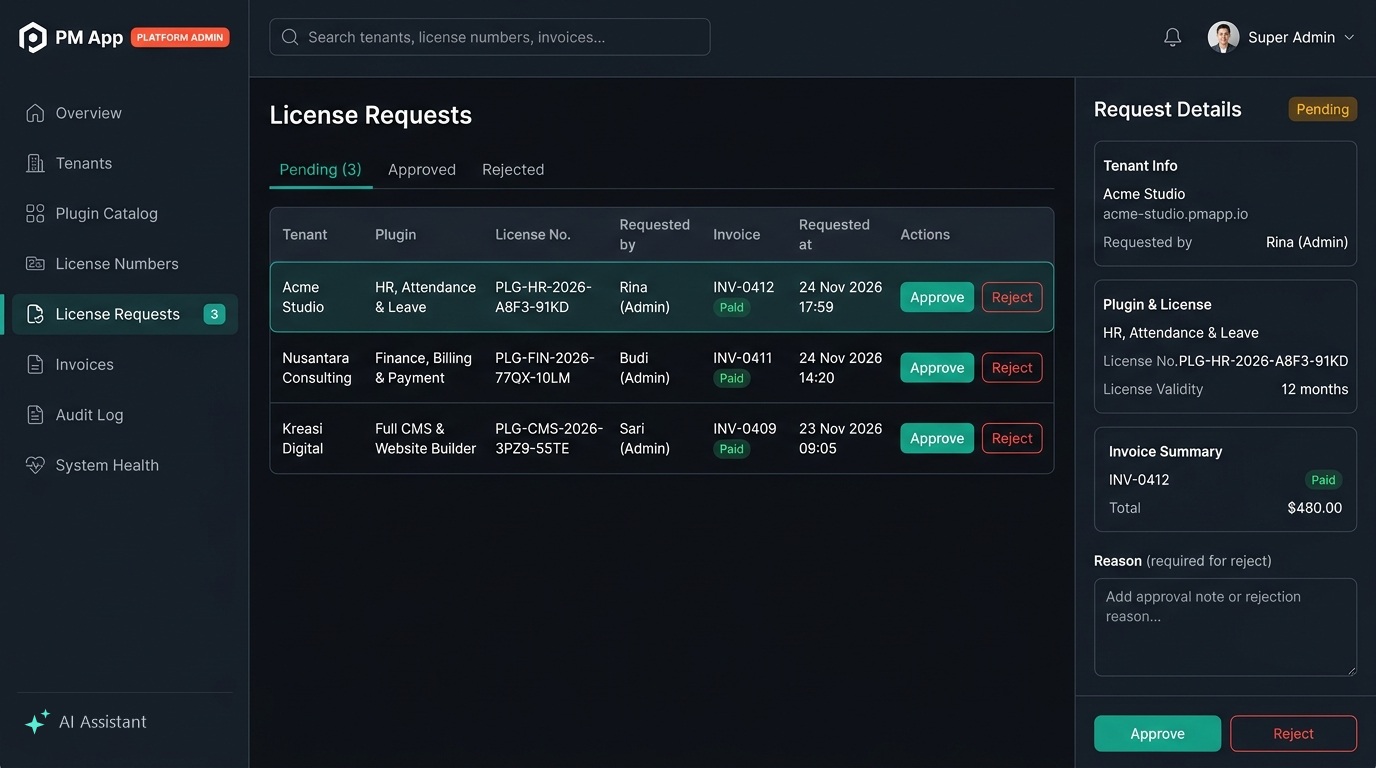 PM App PLATFORM ADMIN
Overview
Tenants
Plugin Catalog
License Numbers
License Requests 3
Invoices
Audit Log
System Health
AI Assistant
Search tenants, license numbers, invoices...
Super Admin
License Requests
Pending (3) Approved Rejected
Tenant Plugin License No. Requested by Invoice Requested at Actions
Acme HR, Attendance PLG-HR-2026- Rina INV-0412 24 Nov 2026 Approve Reject
Studio & Leave A8F3-91KD (Admin) Paid 17:59
Nusantara Finance, Billing PLG-FIN-2026- Budi INV-0411 24 Nov 2026 Approve Reject
Consulting & Payment 77QX-10LM (Admin) Paid 14:20
Kreasi Full CMS & PLG-CMS-2026- Sari INV-0409 23 Nov 2026 Approve Reject
Digital Website Builder 3PZ9-55TE (Admin) Paid 09:05
Request Details Pending
Tenant Info
Acme Studio
acme-studio.pmapp.io
Requested by Rina (Admin)
Plugin & License
HR, Attendance & Leave
License No.PLG-HR-2026-A8F3-91KD
License Validity 12 months
Invoice Summary
INV-0412 Paid
Total $480.00
Reason (required for reject)
Add approval note or rejection
reason...
Approve Reject